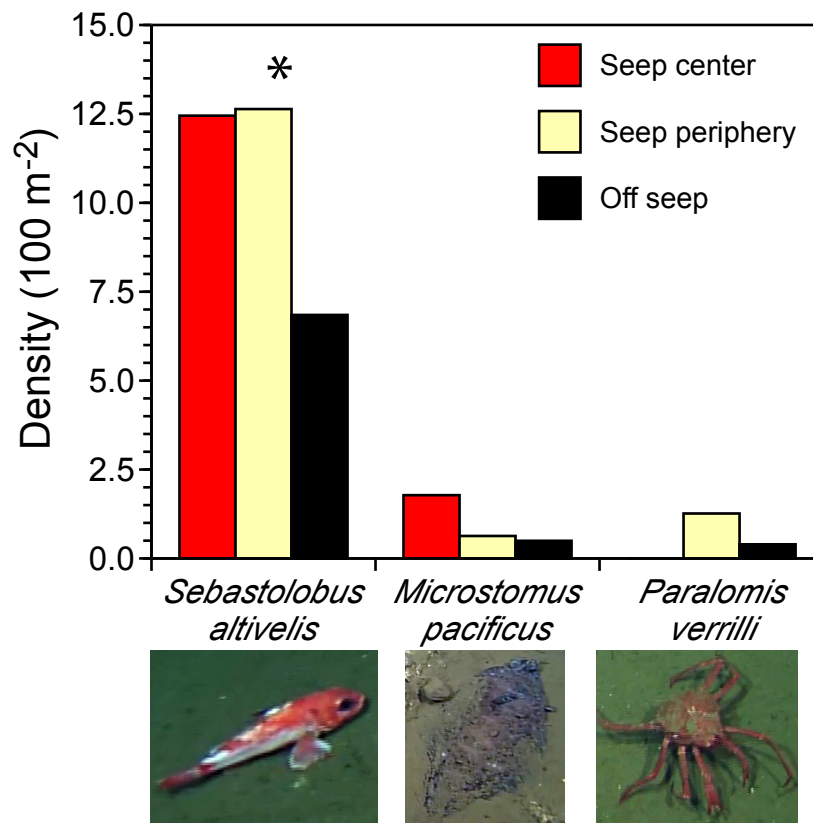 15.0
12.5
10.0
7.5
5.0
2.5
0.0
Density (100 m⁻²)
*
Seep center
Seep periphery
Off seep
Sebastolobus
altivelis
Microstomus
pacificus
Paralomis
verrilli